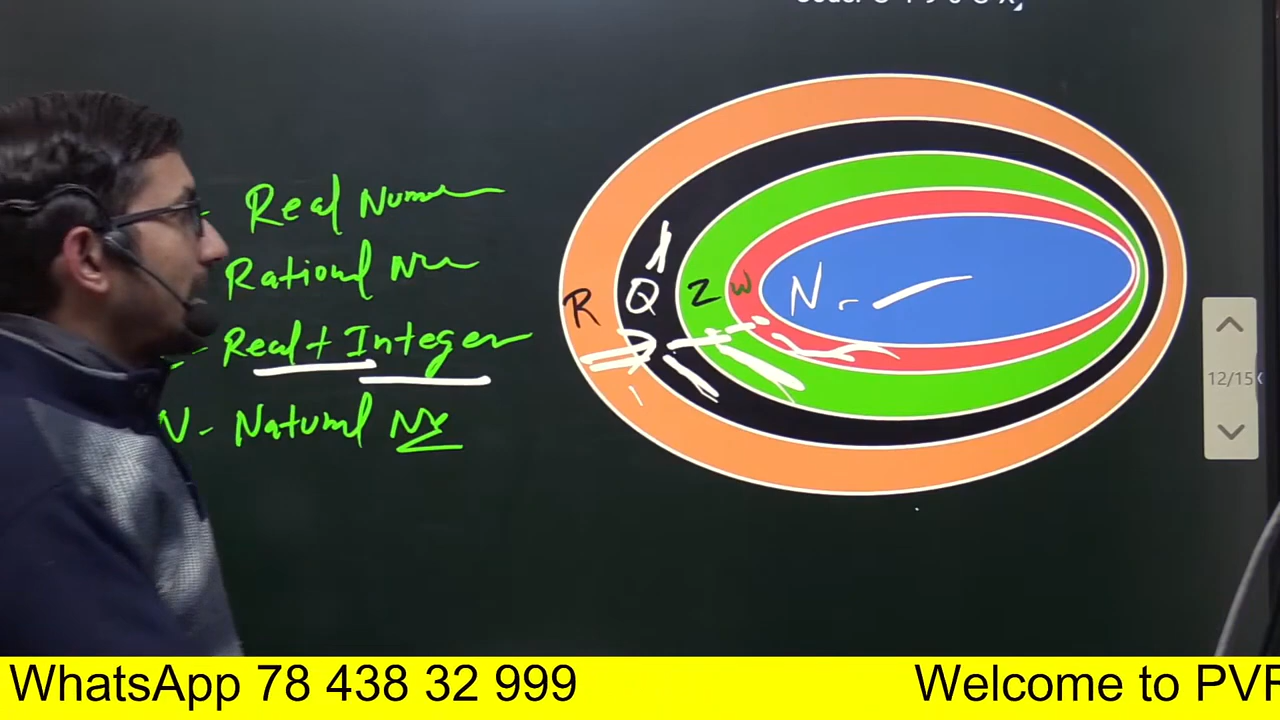 - Real Num
Rational Nu
- Real + Integer
N - Natural Nx
R
Q
Z
W
N -
12/15
WhatsApp 78 438 32 999
Welcome to PVF